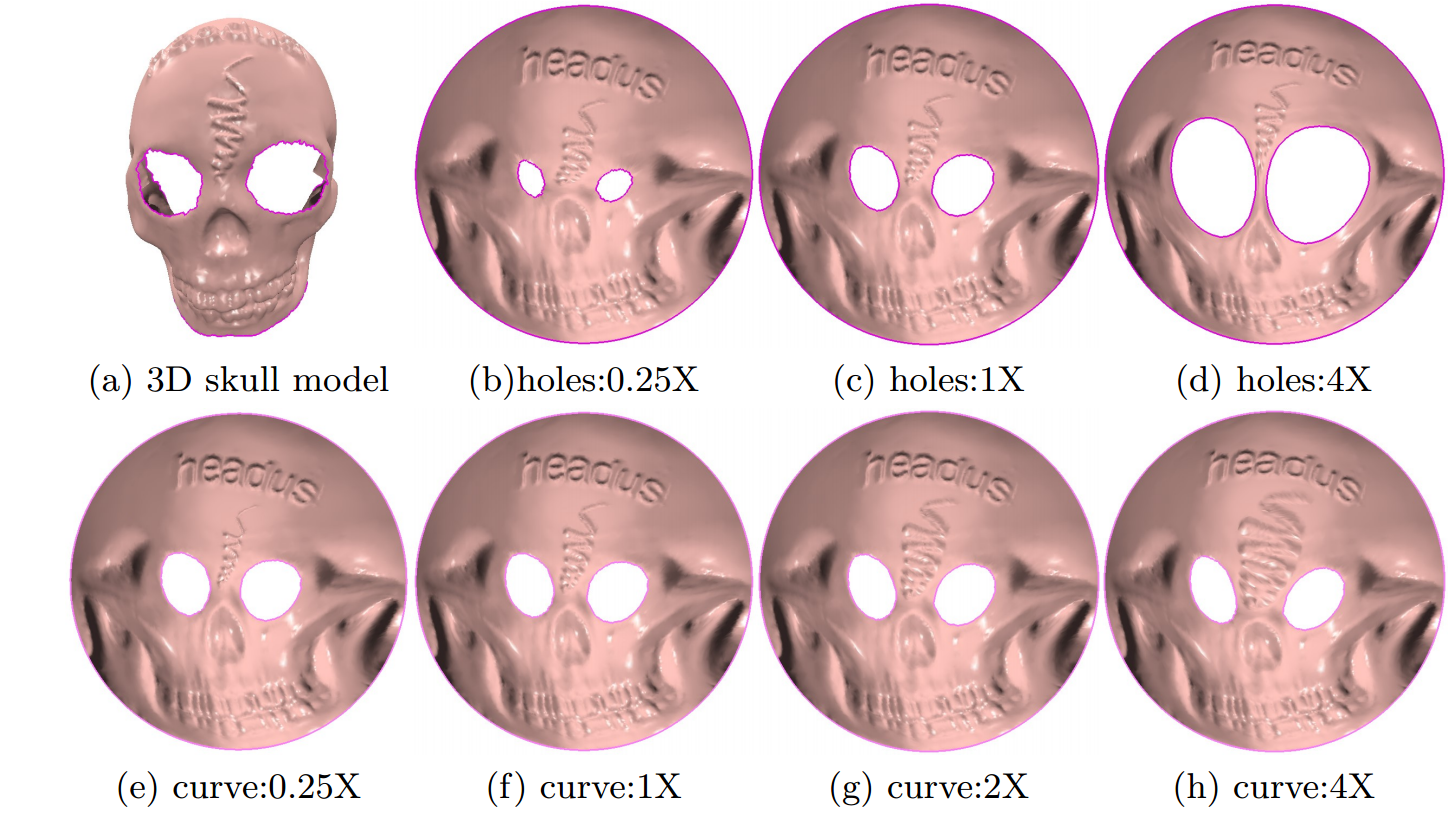 headus headus headus
(a) 3D skull model (b)holes:0.25X (c) holes:1X (d) holes:4X
headus headus headus headus
(e) curve:0.25X (f) curve:1X (g) curve:2X (h) curve:4X